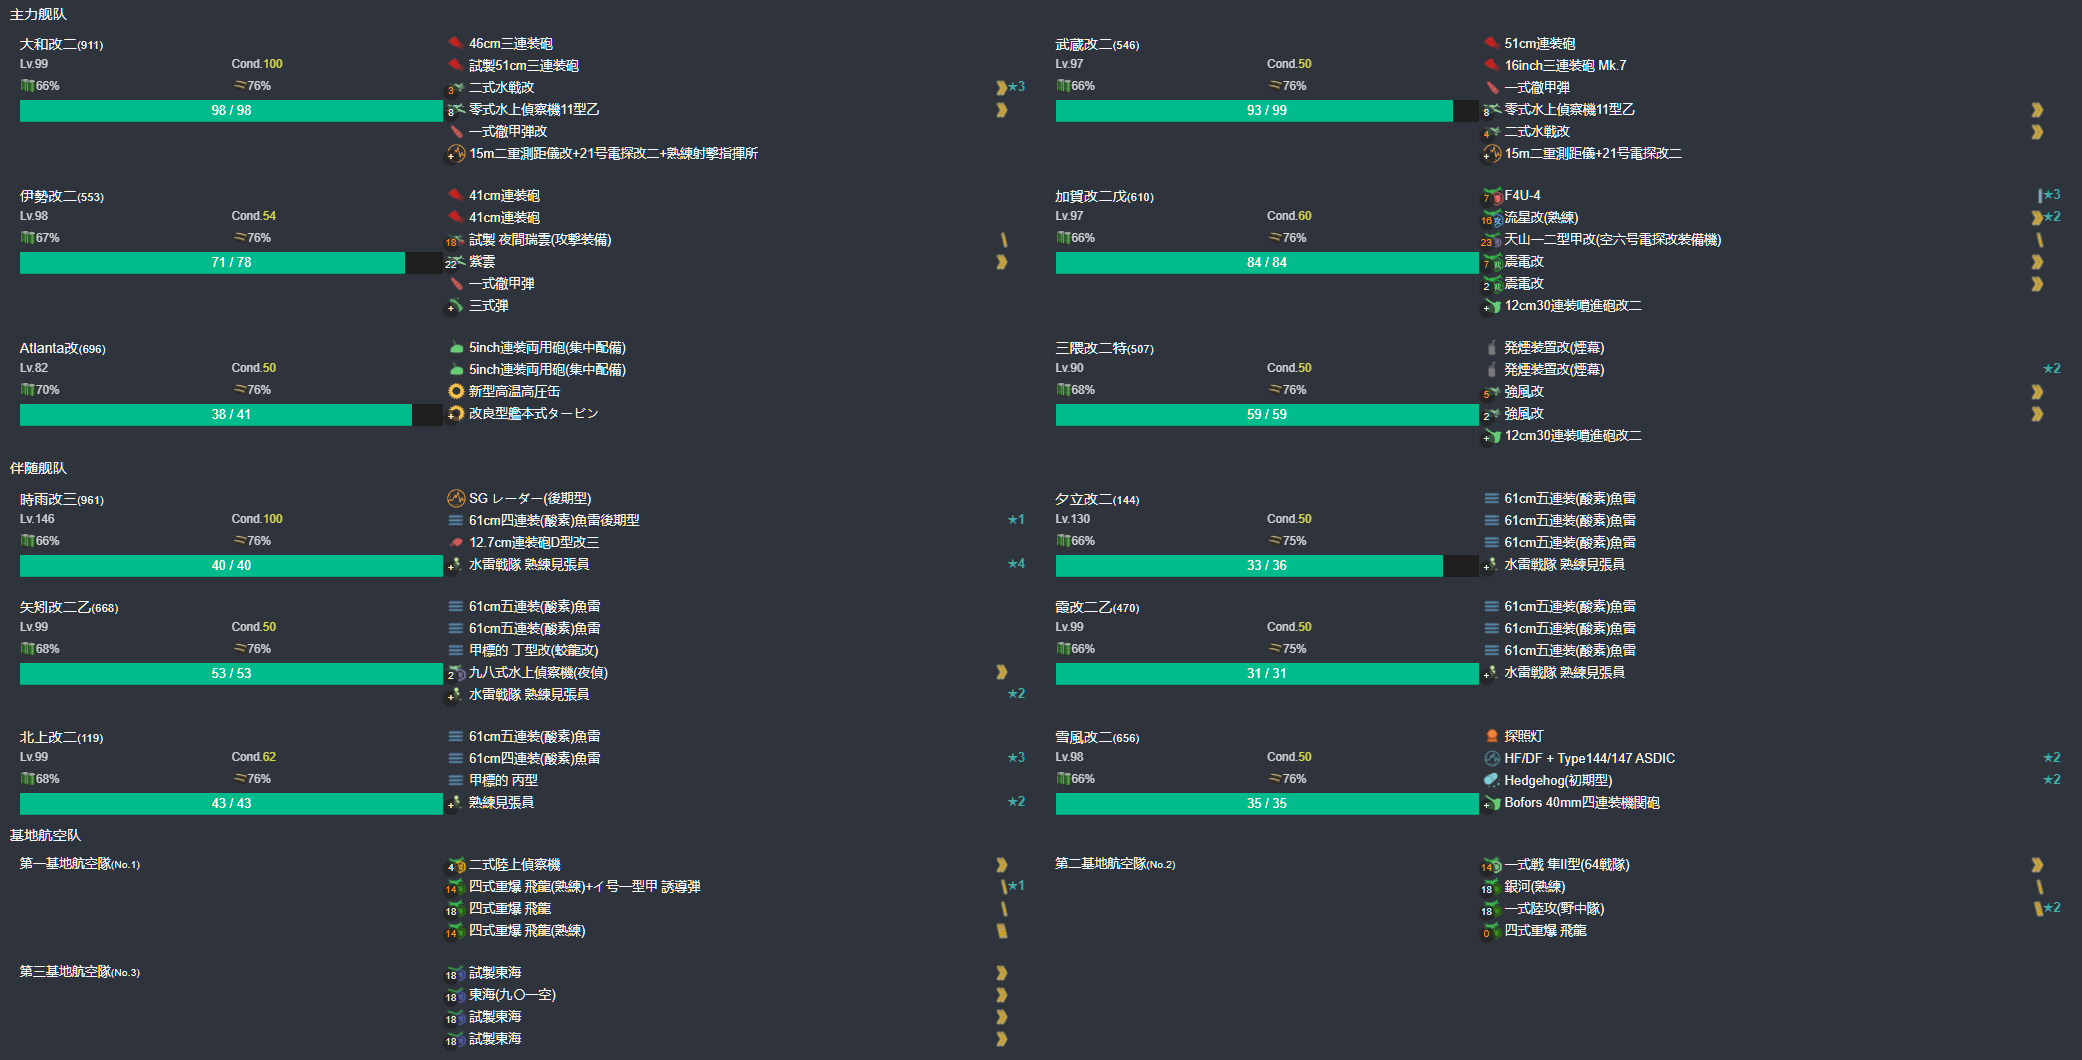 主力舰队
大和改二(911)
Lv.99 Cond.100
66% 76%
98 / 98
46cm三連装砲
試製51cm三連装砲
3 二式水戦改 ★3
8 零式水上偵察機11型乙
一式徹甲弾改
+ 15m二重測距儀改+21号電探改二+熟練射撃指揮所
武蔵改二(546)
Lv.97 Cond.50
66% 76%
93 / 99
51cm連装砲
16inch三連装砲 Mk.7
一式徹甲弾
8 零式水上偵察機11型乙
4 二式水戦改
+ 15m二重測距儀+21号電探改二
伊勢改二(553)
Lv.98 Cond.54
67% 76%
71 / 78
41cm連装砲
41cm連装砲
18 試製 夜間瑞雲(攻撃装備)
22 紫雲
一式徹甲弾
+ 三式弾
加賀改二戊(610)
Lv.97 Cond.60
66% 76%
84 / 84
7 F4U-4 ★3
16 流星改(熟練) ★2
23 天山一二型甲改(空六号電探改装備機)
7 震電改
2 震電改
+ 12cm30連装噴進砲改二
Atlanta改(696)
Lv.82 Cond.50
70% 76%
38 / 41
5inch連装両用砲(集中配備)
5inch連装両用砲(集中配備)
新型高温高圧缶
+ 改良型艦本式タービン
三隈改二特(507)
Lv.90 Cond.50
68% 76%
59 / 59
発煙装置改(煙幕)
発煙装置改(煙幕) ★2
5 強風改
2 強風改
+ 12cm30連装噴進砲改二
伴随舰队
時雨改三(961)
Lv.146 Cond.100
66% 76%
40 / 40
SG レーダー(後期型)
61cm四連装(酸素)魚雷後期型 ★1
12.7cm連装砲D型改三
+ 水雷戦隊 熟練見張員 ★4
夕立改二(144)
Lv.130 Cond.50
66% 75%
33 / 36
61cm五連装(酸素)魚雷
61cm五連装(酸素)魚雷
61cm五連装(酸素)魚雷
+ 水雷戦隊 熟練見張員
矢矧改二乙(668)
Lv.99 Cond.50
68% 76%
53 / 53
61cm五連装(酸素)魚雷
61cm五連装(酸素)魚雷
甲標的 丁型改(蛟龍改)
2 九八式水上偵察機(夜偵)
+ 水雷戦隊 熟練見張員 ★2
霞改二乙(470)
Lv.99 Cond.50
66% 75%
31 / 31
61cm五連装(酸素)魚雷
61cm五連装(酸素)魚雷
61cm五連装(酸素)魚雷
+ 水雷戦隊 熟練見張員
北上改二(119)
Lv.99 Cond.62
68% 76%
43 / 43
61cm五連装(酸素)魚雷
61cm四連装(酸素)魚雷 ★3
甲標的 丙型
+ 熟練見張員 ★2
雪風改二(656)
Lv.98 Cond.50
66% 76%
35 / 35
探照灯
HF/DF + Type144/147 ASDIC ★2
Hedgehog(初期型) ★2
+ Bofors 40mm四連装機関砲
基地航空队
第一基地航空隊(No.1)
4 二式陸上偵察機
14 四式重爆 飛龍(熟練)+イ号一型甲 誘導弾 ★1
18 四式重爆 飛龍
14 四式重爆 飛龍(熟練)
第二基地航空隊(No.2)
14 一式戦 隼II型(64戦隊)
18 銀河(熟練)
18 一式陸攻(野中隊) ★2
0 四式重爆 飛龍
第三基地航空隊(No.3)
18 試製東海
18 東海(九〇一空)
18 試製東海
18 試製東海